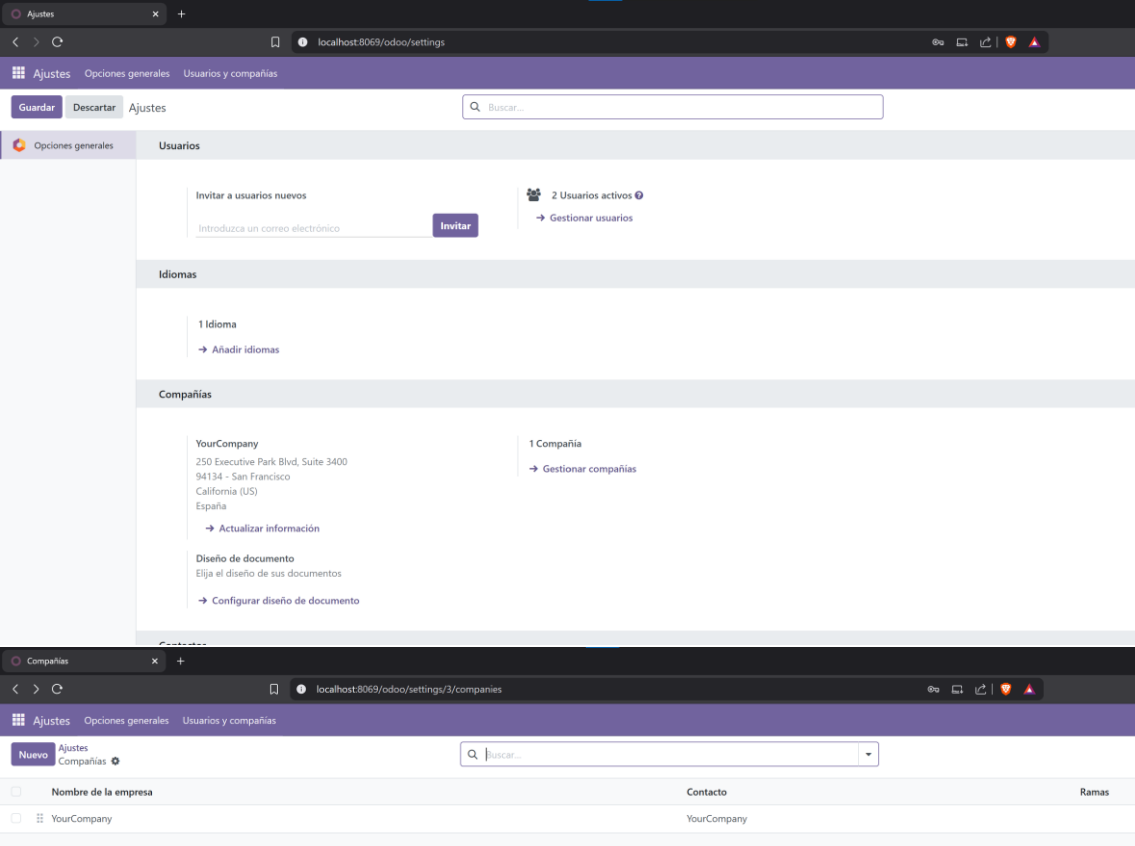 Ajustes
localhost:8069/odoo/settings
Ajustes Opciones generales Usuarios y compañías
Guardar Descartar Ajustes Buscar...
Opciones generales
Usuarios
Invitar a usuarios nuevos
2 Usuarios activos
Gestionar usuarios
Introduzca un correo electrónico
Invitar
Idiomas
1 Idioma
Añadir idiomas
Compañías
YourCompany
250 Executive Park Blvd, Suite 3400
94134 - San Francisco
California (US)
España
Actualizar información
1 Compañía
Gestionar compañías
Diseño de documento
Elija el diseño de sus documentos
Configurar diseño de documento
Compañías
localhost:8069/odoo/settings/3/companies
Ajustes Opciones generales Usuarios y compañías
Nuevo
Ajustes
Compañías
Buscar...
Nombre de la empresa Contacto Ramas
YourCompany YourCompany